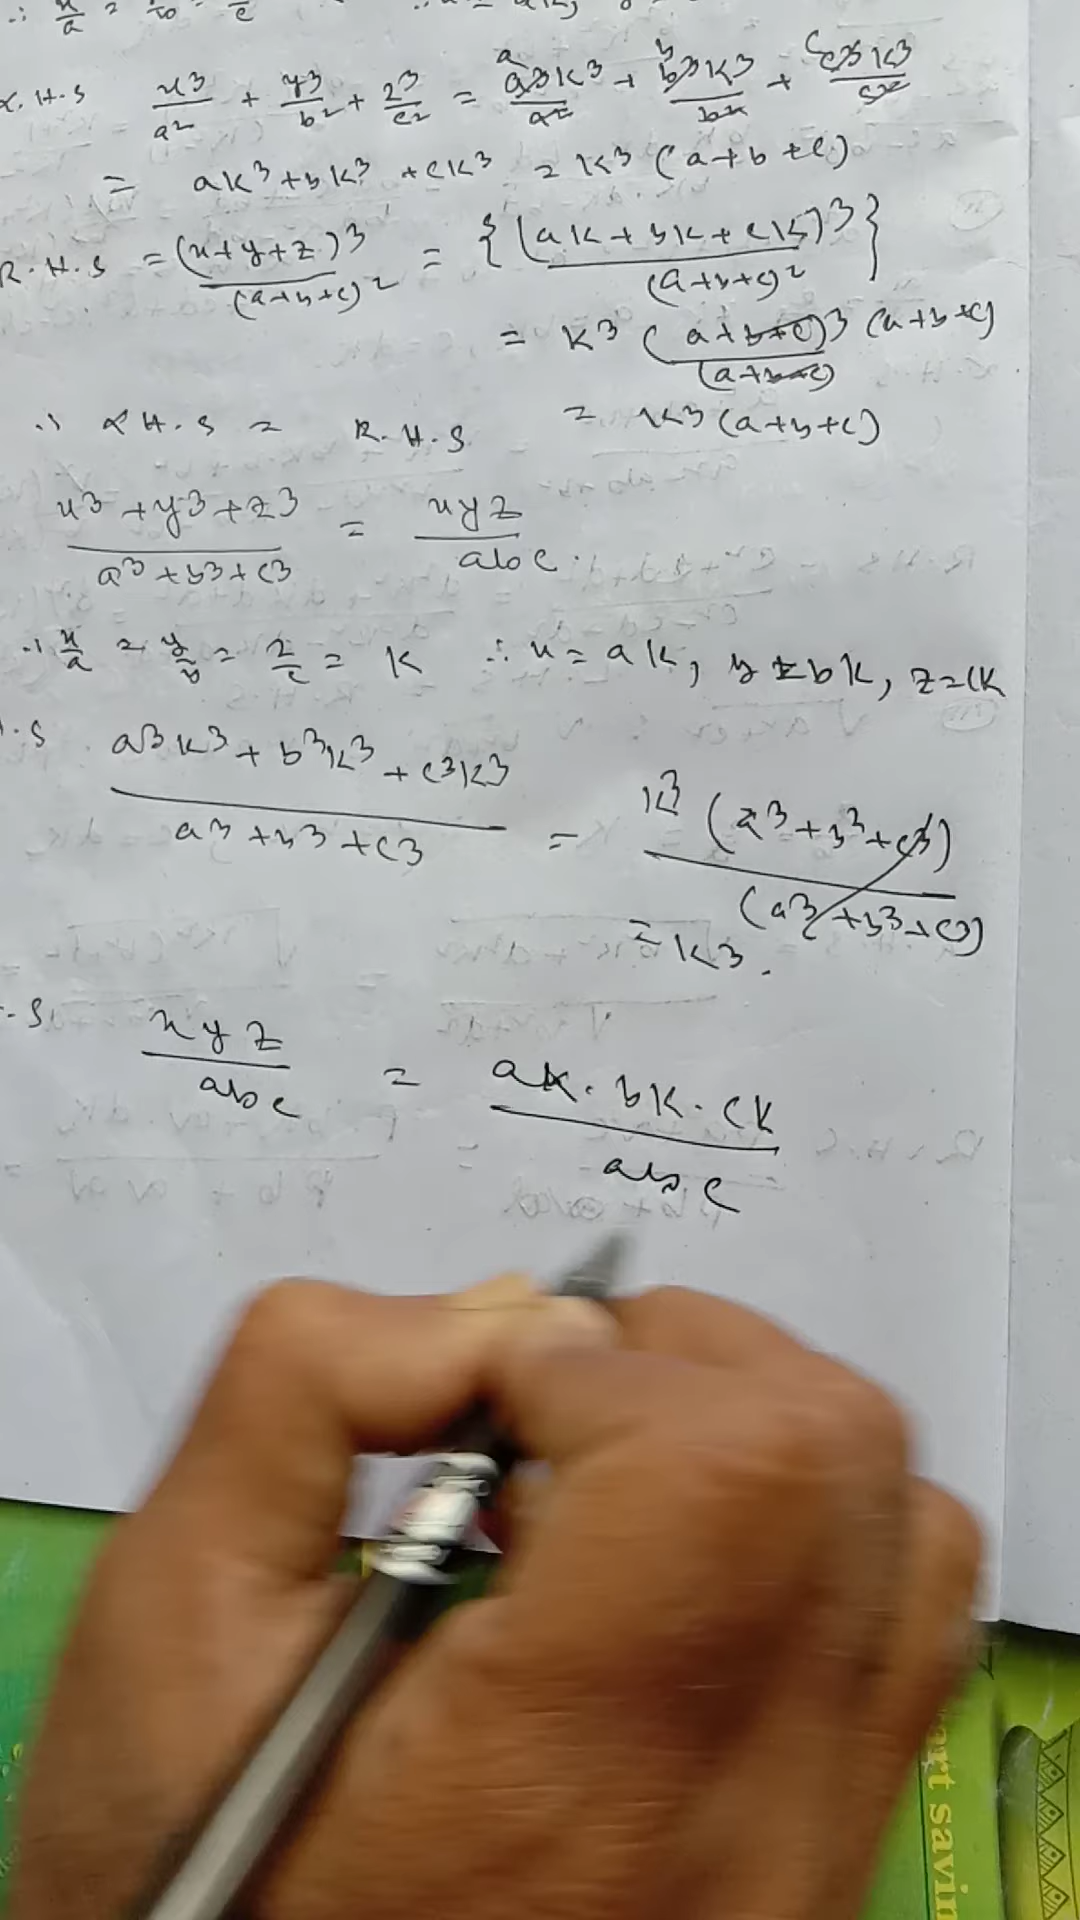 ∴ x/a = y/b = z/c
L.H.S x³/a² + y³/b² + z³/c² = a³k³/a² + b³k³/b² + c³k³/c²
= ak³ + bk³ + ck³ = k³ (a+b+c)
R.H.S = (x+y+z)³/(a+b+c)² = {(ak+bk+ck)³/(a+b+c)²}
= k³ (a+b+c)³ (a+b+c)/(a+b+c)
= k³ (a+b+c)
∴ L.H.S = R.H.S
x³+y³+z³/a³+b³+c³ = xyz/abc.
∴ x/a = y/b = z/c = k ∴ x = ak, y = bk, z = ck
H.S a³k³ + b³k³ + c³k³/a³+b³+c³ = k³ (a³+b³+c³)/(a³+b³+c³)
= k³.
.S xyz/abc = ak.bk.ck/abc
art savin